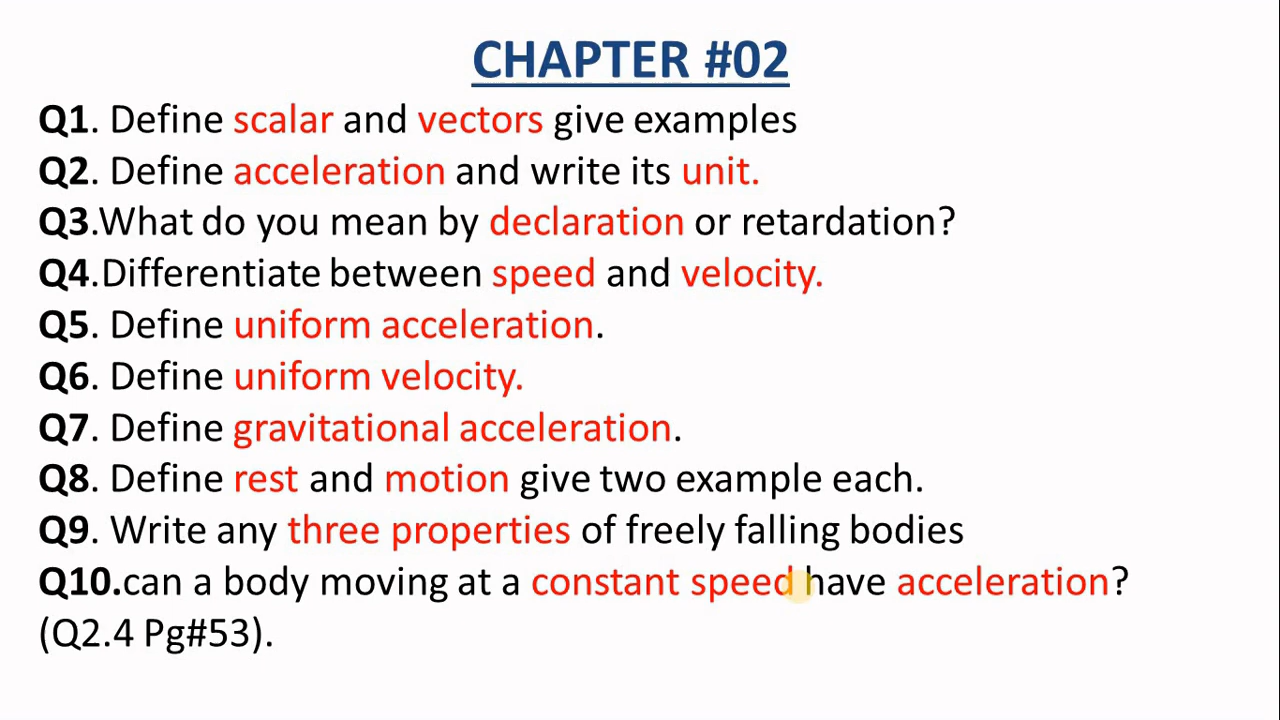 CHAPTER #02
Q1. Define scalar and vectors give examples
Q2. Define acceleration and write its unit.
Q3.What do you mean by declaration or retardation?
Q4.Differentiate between speed and velocity.
Q5. Define uniform acceleration.
Q6. Define uniform velocity.
Q7. Define gravitational acceleration.
Q8. Define rest and motion give two example each.
Q9. Write any three properties of freely falling bodies
Q10.can a body moving at a constant speed have acceleration?
(Q2.4 Pg#53).